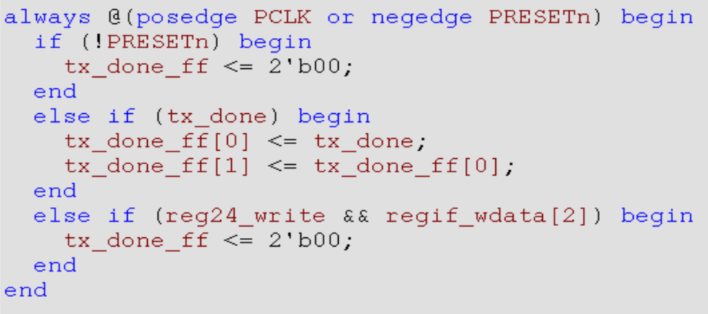 always @(posedge PCLK or negedge PRESETn) begin
  if (!PRESETn) begin
    tx_done_ff <= 2'b00;
  end
  else if (tx_done) begin
    tx_done_ff[0] <= tx_done;
    tx_done_ff[1] <= tx_done_ff[0];
  end
  else if (reg24_write && regif_wdata[2]) begin
    tx_done_ff <= 2'b00;
  end
end